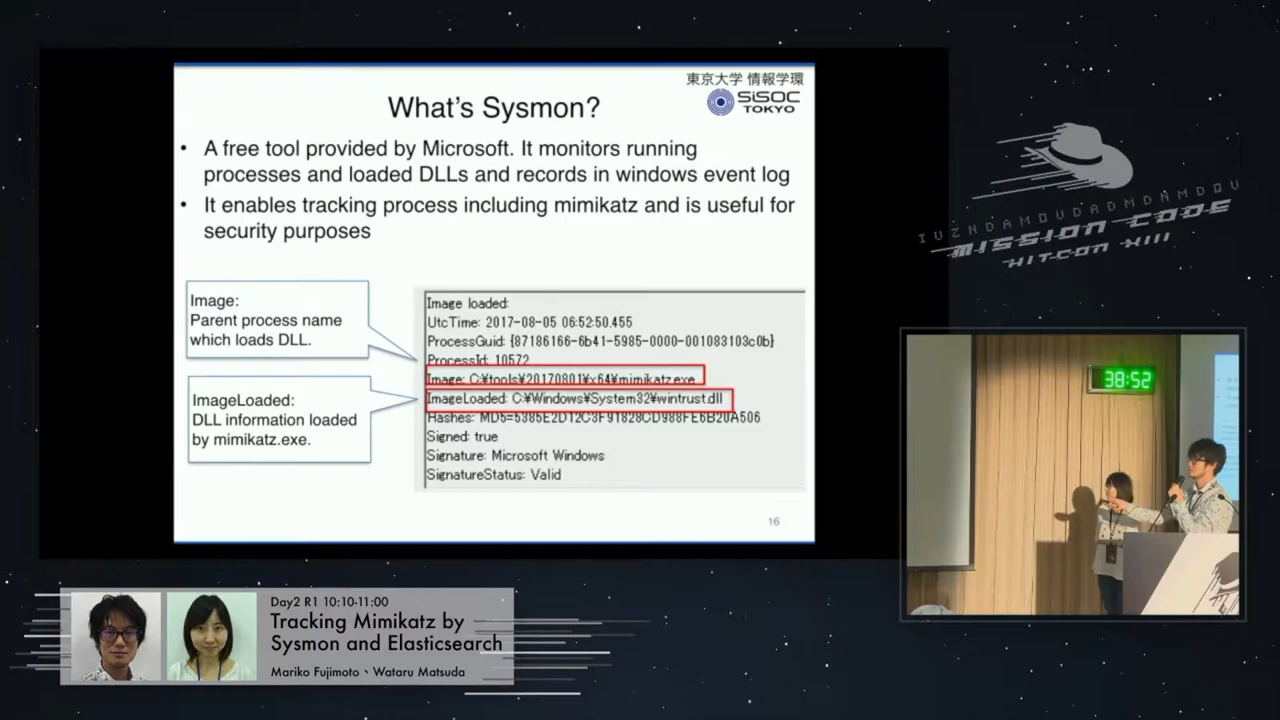 東京大学 情報学環
SiSOC
TOKYO
What's Sysmon?
• A free tool provided by Microsoft. It monitors running
processes and loaded DLLs and records in windows event log
• It enables tracking process including mimikatz and is useful for
security purposes
Image:
Parent process name
which loads DLL.
ImageLoaded:
DLL information loaded
by mimikatz.exe.
Image loaded:
UtcTime: 2017-08-05 06:52:50.455
ProcessGuid: {87186166-6b41-5985-0000-001083103c0b}
ProcessId: 10572
Image: C:¥tools¥20170801¥x64¥mimikatz.exe
ImageLoaded: C:¥Windows¥System32¥wintrust.dll
Hashes: MD5=5385E2D12C3F91828CD988FE6B20A506
Signed: true
Signature: Microsoft Windows
SignatureStatus: Valid
16
MISSION CODE
HITCON XIII
38:52
Day2 R1 10:10-11:00
Tracking Mimikatz by
Sysmon and Elasticsearch
Mariko Fujimoto、Wataru Matsuda